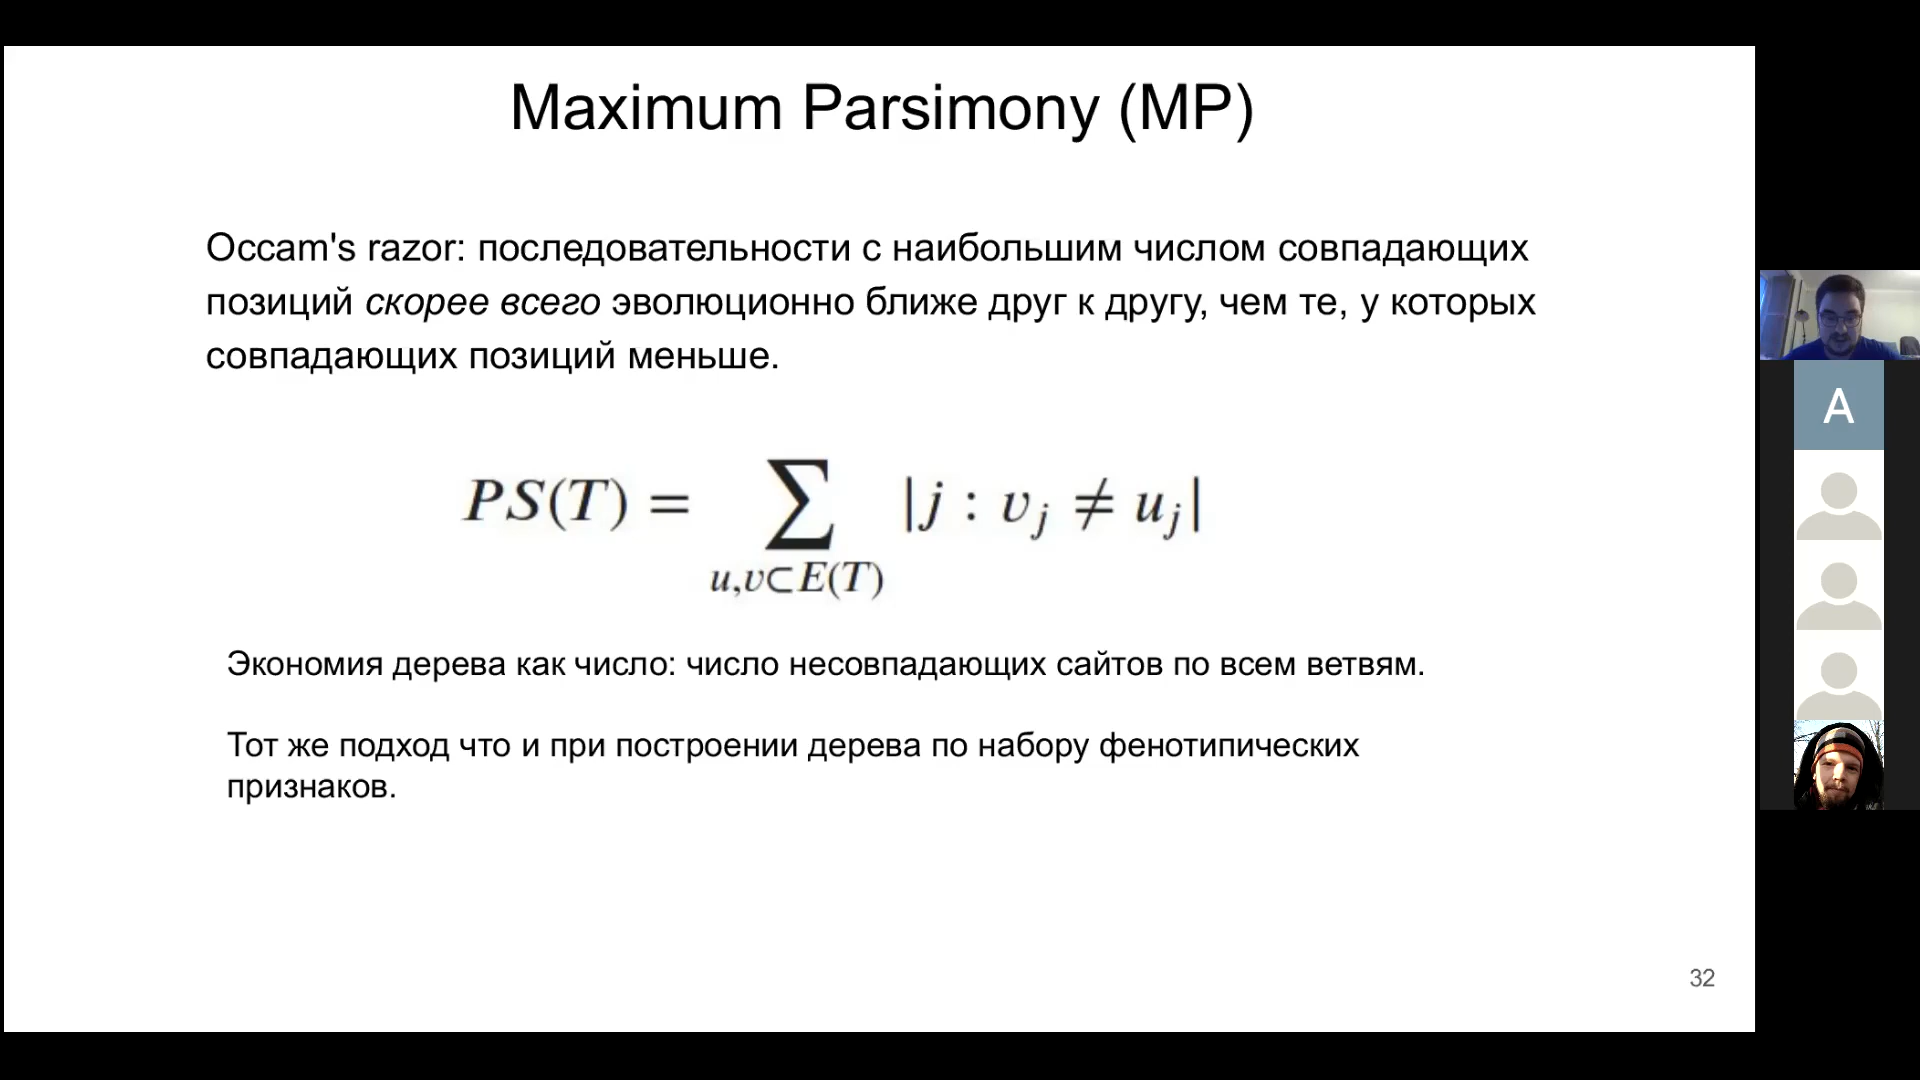 Maximum Parsimony (MP)
Occam's razor: последовательности с наибольшим числом совпадающих
позиций скорее всего эволюционно ближе друг к другу, чем те, у которых
совпадающих позиций меньше.
PS(T) = ∑ |j : v_j ≠ u_j|
u,v⊂E(T)
Экономия дерева как число: число несовпадающих сайтов по всем ветвям.
Тот же подход что и при построении дерева по набору фенотипических
признаков.
32
A